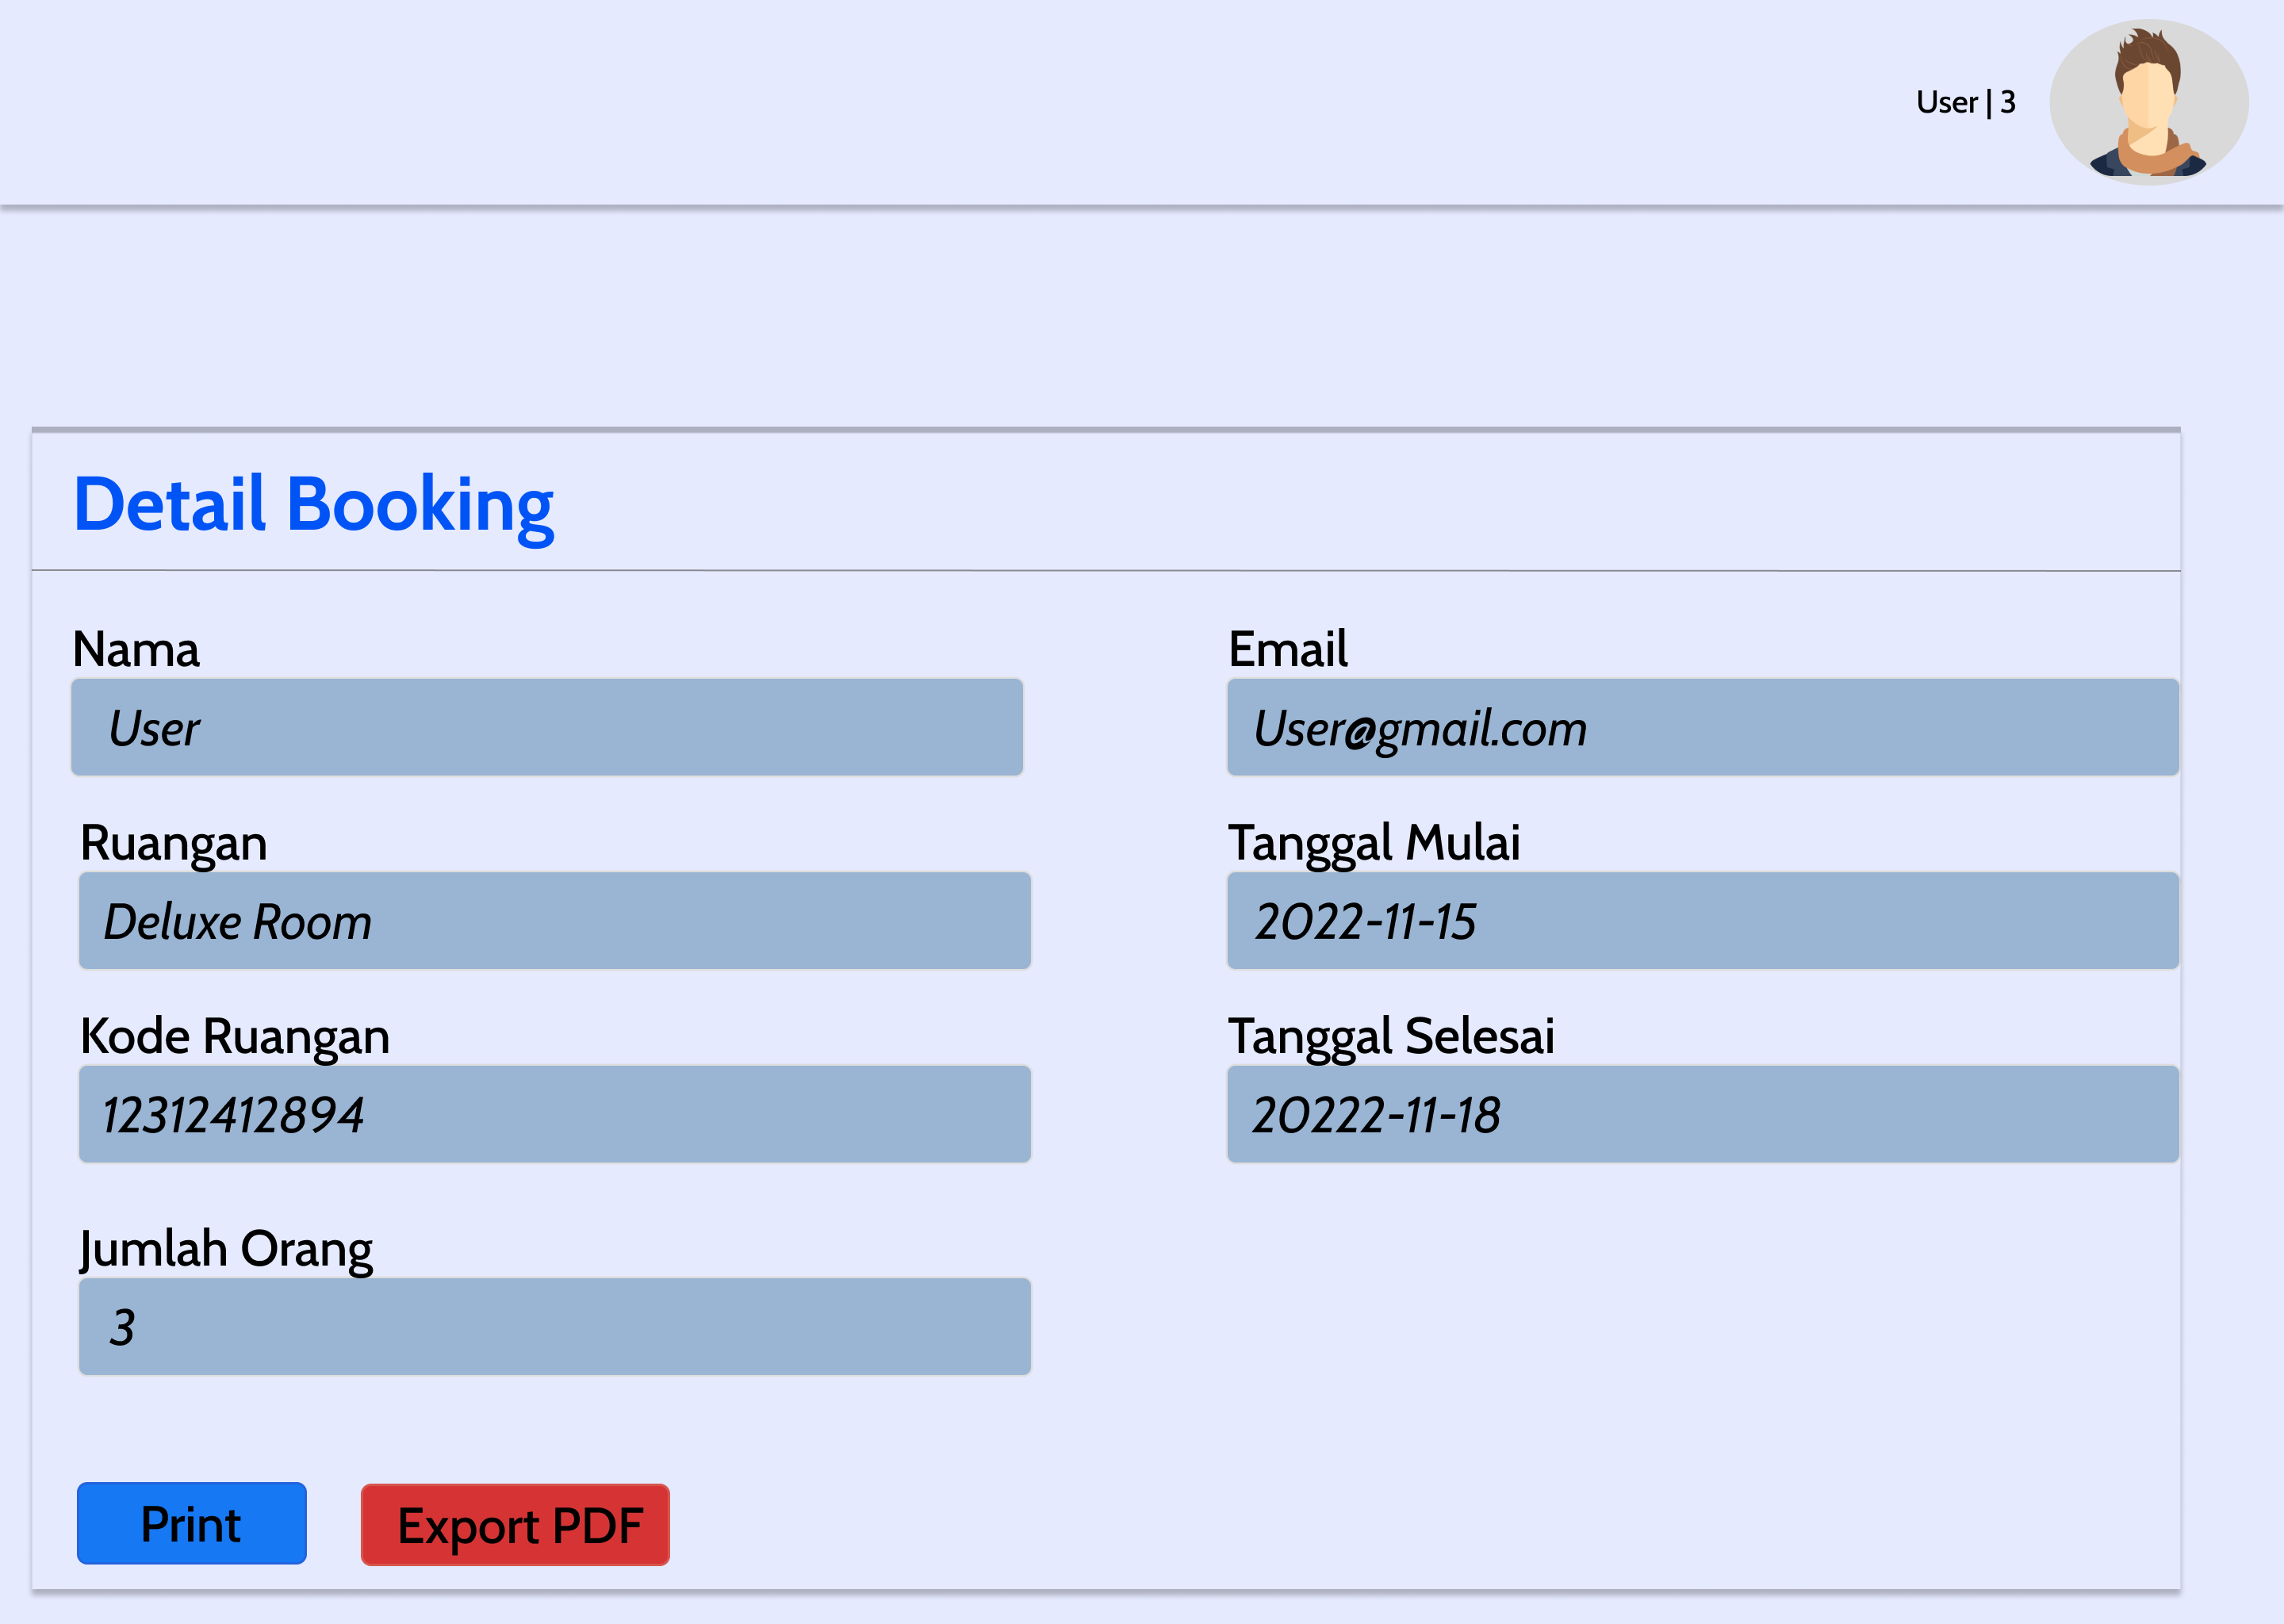 User | 3
Detail Booking
Nama
User
Email
User@gmail.com
Ruangan
Deluxe Room
Tanggal Mulai
2022-11-15
Kode Ruangan
12312412894
Tanggal Selesai
20222-11-18
Jumlah Orang
3
Print
Export PDF